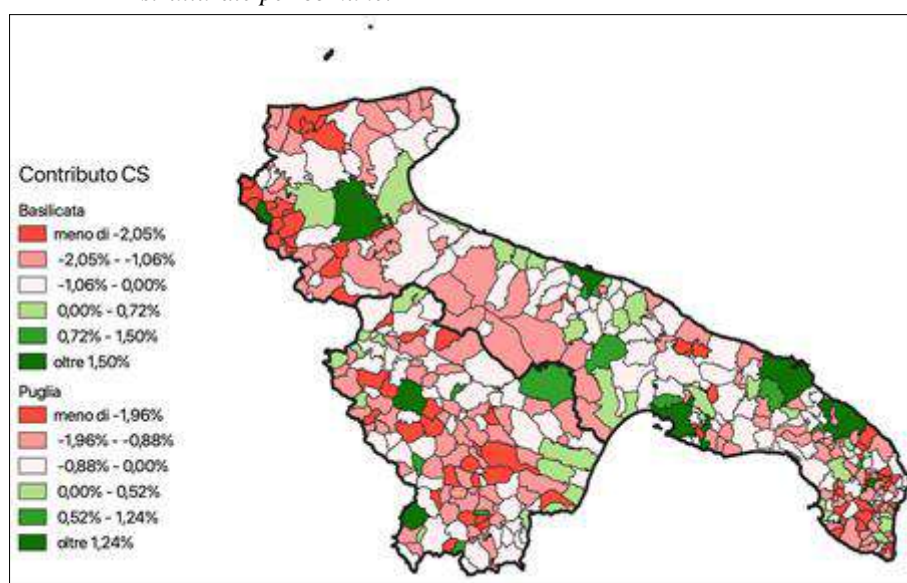 Contributo CS
Basilicata
meno di -2,05%
-2,05% - -1,06%
-1,06% - 0,00%
0,00% - 0,72%
0,72% - 1,50%
oltre 1,50%
Puglia
meno di -1,96%
-1,96% - -0,88%
-0,88% - 0,00%
0,00% - 0,52%
0,52% - 1,24%
oltre 1,24%